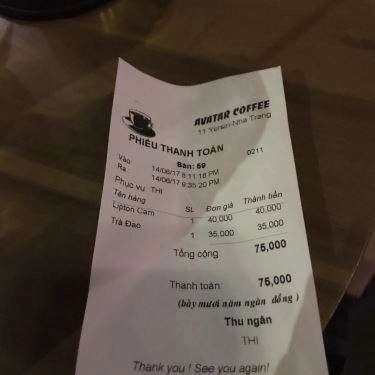 AVATAR COFFEE
11 Yersin-Nha Trang
PHIẾU THANH TOÁN
0211
Bàn: 59
Vào 14/06/17 8:11:18 PM
Ra 14/06/17 9:35:20 PM
Phục vụ THI
Tên hàng SL Đơn giá Thành tiền
Lipton Cam 1 40,000 40,000
Trà Đào 1 35,000 35,000
Tổng cộng 75,000
Thanh toán 75,000
(bảy mươi năm ngàn đồng)
Thu ngân
THI
Thank you ! See you again!